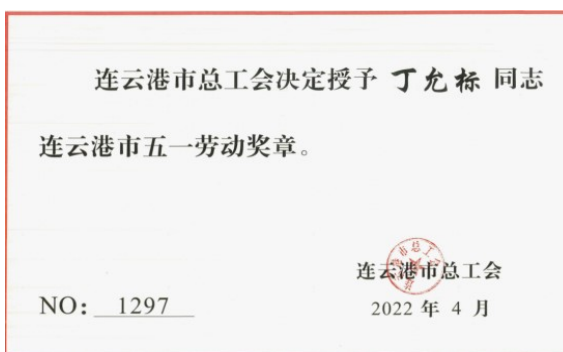 连云港市总工会决定授予 丁允标 同志
连云港市五一劳动奖章。
连云港市总工会
NO: 1297
2022 年 4 月